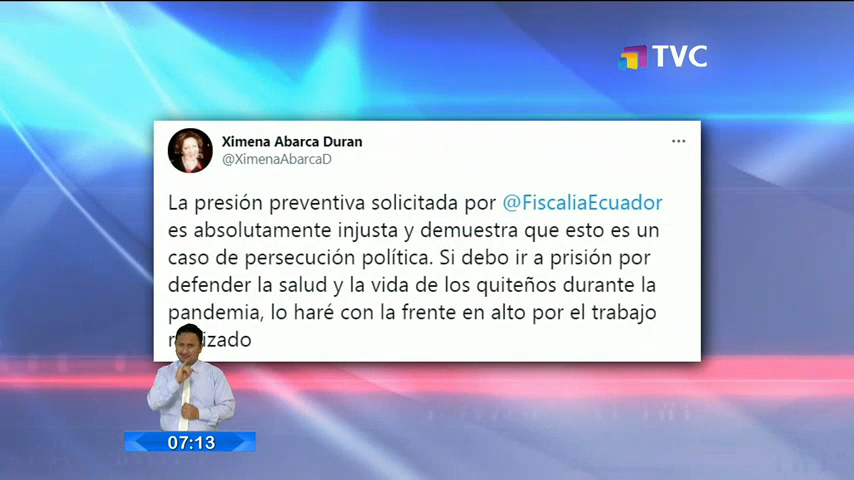 TVC
Ximena Abarca Duran
@XimenaAbarcaD
La presión preventiva solicitada por @FiscaliaEcuador
es absolutamente injusta y demuestra que esto es un
caso de persecución política. Si debo ir a prisión por
defender la salud y la vida de los quiteños durante la
pandemia, lo haré con la frente en alto por el trabajo
07:13